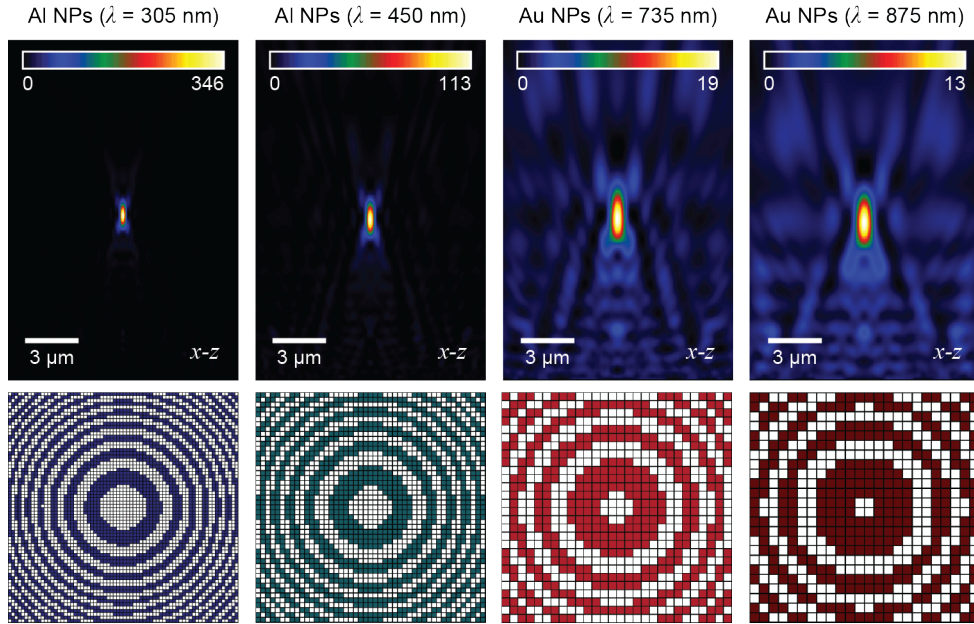 Al NPs (λ = 305 nm)
Al NPs (λ = 450 nm)
Au NPs (λ = 735 nm)
Au NPs (λ = 875 nm)
0 346
0 113
0 19
0 13
3 μm x-z
3 μm x-z
3 μm x-z
3 μm x-z